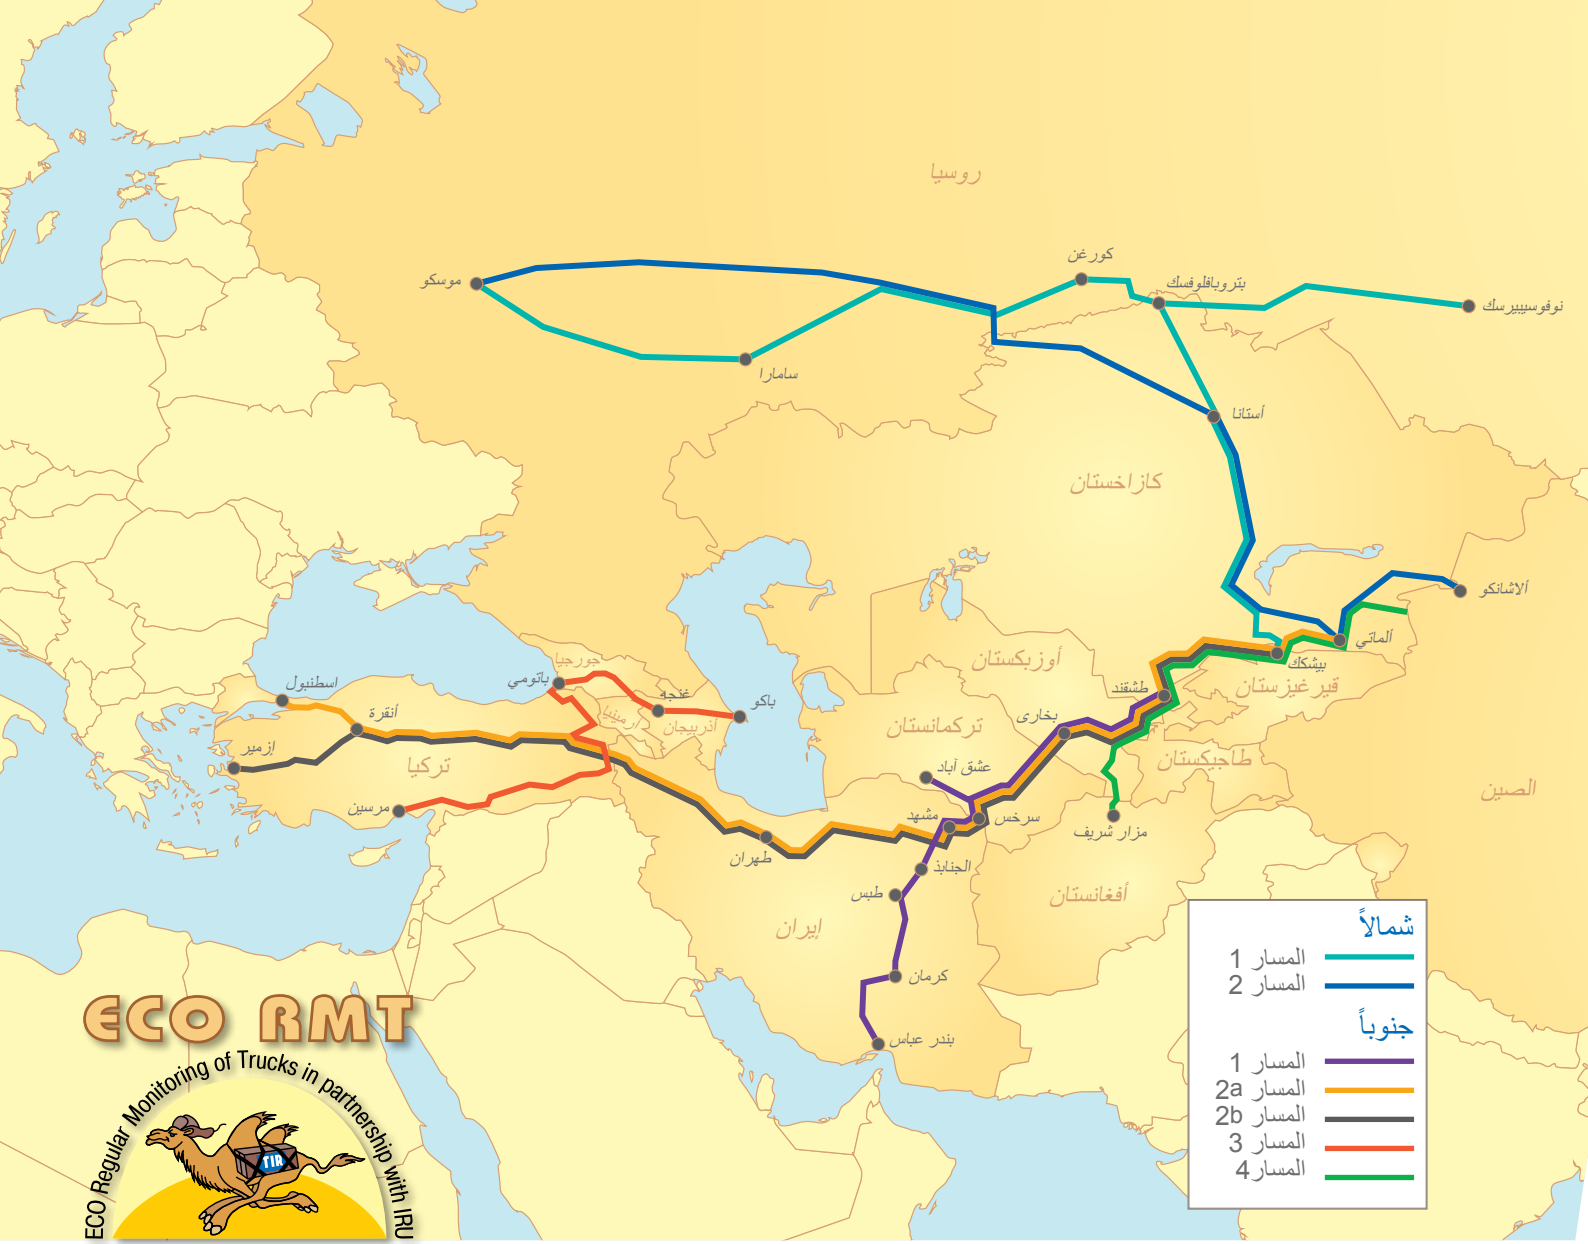 روسيا
كورغن
موسكو
بتروبافلوفسك
نوفوسيبيرسك
سامارا
أستانا
كازاخستان
ألاشانكو
ألماتي
بيشكك
أوزبكستان
جورجيا
باتومي
قيرغيزستان
اسطنبول
طشقند
غنجه
باكو
أنقرة
أرمينيا
أذربيجان
بخارى
تركمانستان
إزمير
تركيا
طاجيكستان
عشق آباد
الصين
مرسين
مشهد
سرخس
مزار شريف
طهران
الجنابذ
طبس
أفغانستان
إيران
كرمان
بندر عباس
شمالاً
المسار 1
المسار 2
جنوباً
المسار 1
المسار 2a
المسار 2b
المسار 3
المسار 4
ECO RMT
ECO Regular Monitoring of Trucks in partnership with IRU
TIR